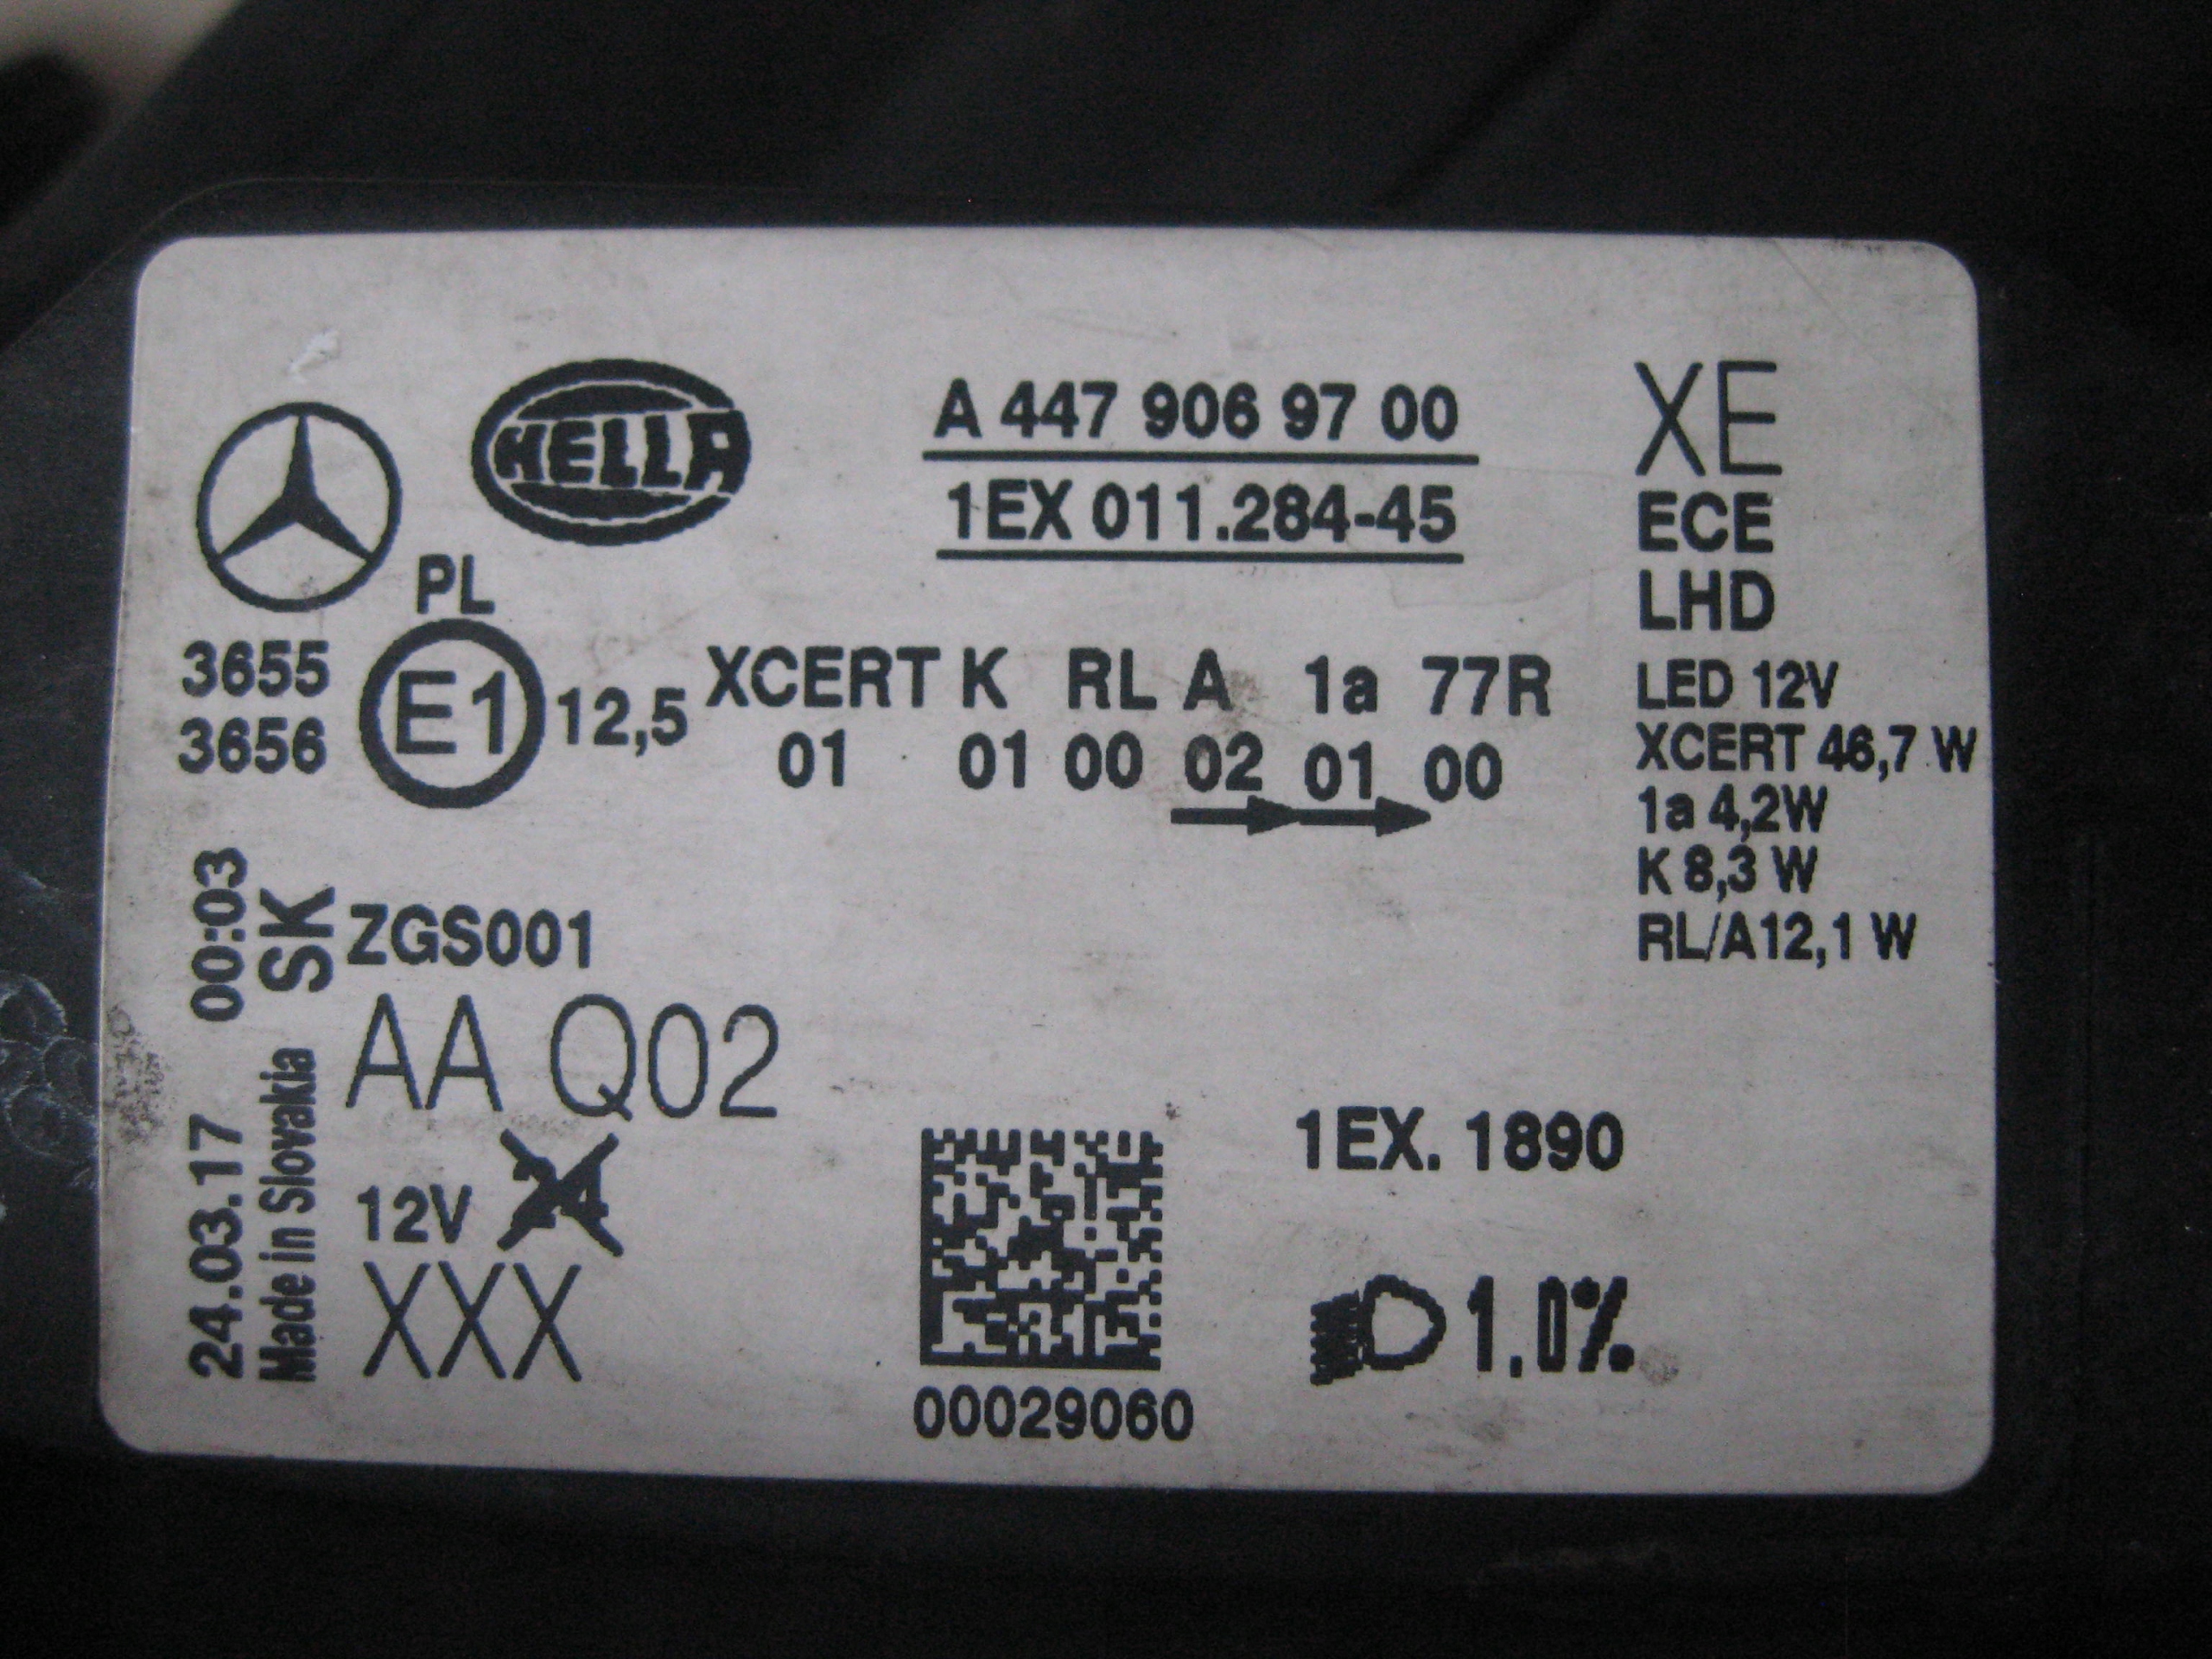 HELLA
A 447 906 97 00
1EX 011.284-45
XE
ECE
LHD
PL
3655
3656
E1
12,5
XCERT K RL A 1a 77R
01 01 00 02 01 00
LED 12V
XCERT 46,7 W
1a 4,2W
K 8,3 W
RL/A12,1 W
24.03.17 00:03
Made in Slovakia SK
ZGS001
AA Q02
12V
XXX
00029060
1EX. 1890
1.0%